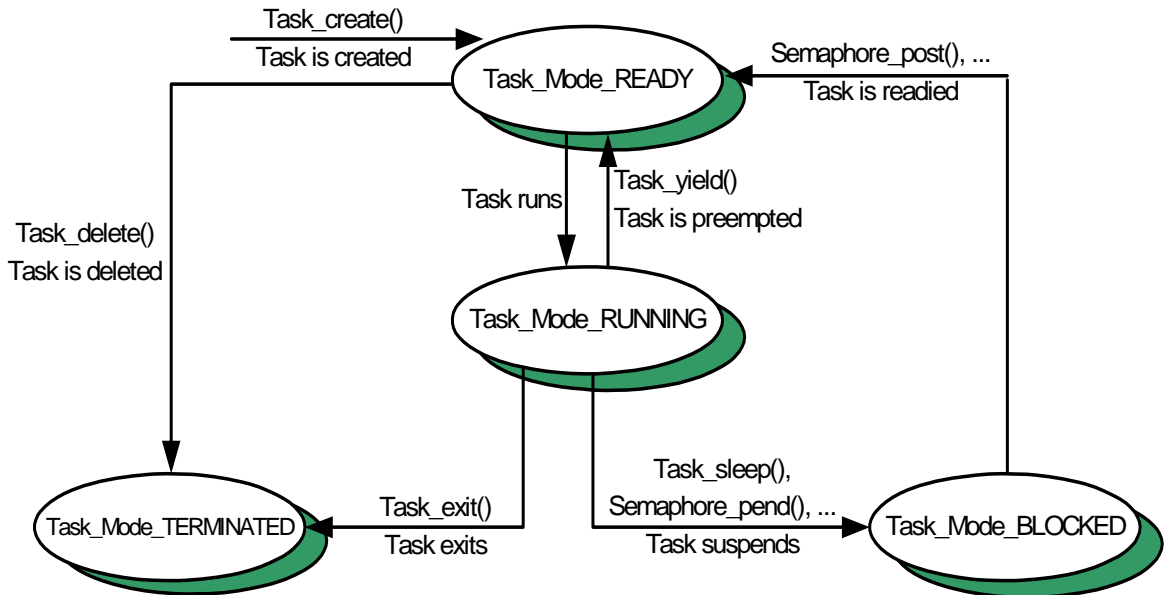 Task_create()
Task is created
Task_Mode_READY
Semaphore_post(), ...
Task is readied
Task runs
Task_yield()
Task is preempted
Task_delete()
Task is deleted
Task_Mode_RUNNING
Task_exit()
Task exits
Task_sleep(),
Semaphore_pend(), ...
Task suspends
Task_Mode_TERMINATED
Task_Mode_BLOCKED